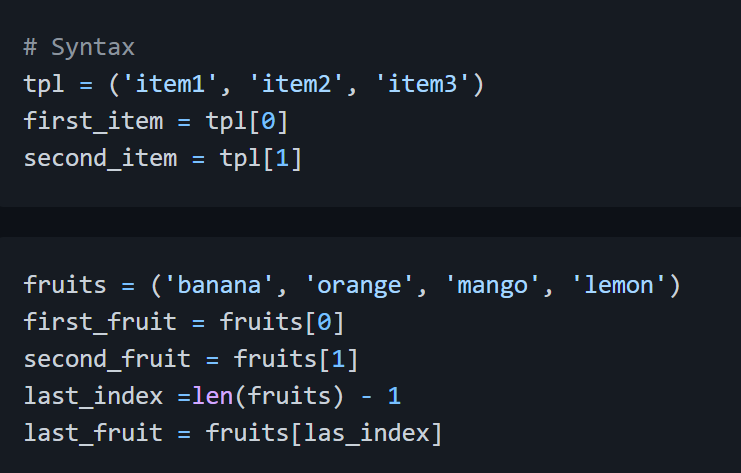 # Syntax
tpl = ('item1', 'item2', 'item3')
first_item = tpl[0]
second_item = tpl[1]
fruits = ('banana', 'orange', 'mango', 'lemon')
first_fruit = fruits[0]
second_fruit = fruits[1]
last_index =len(fruits) - 1
last_fruit = fruits[las_index]